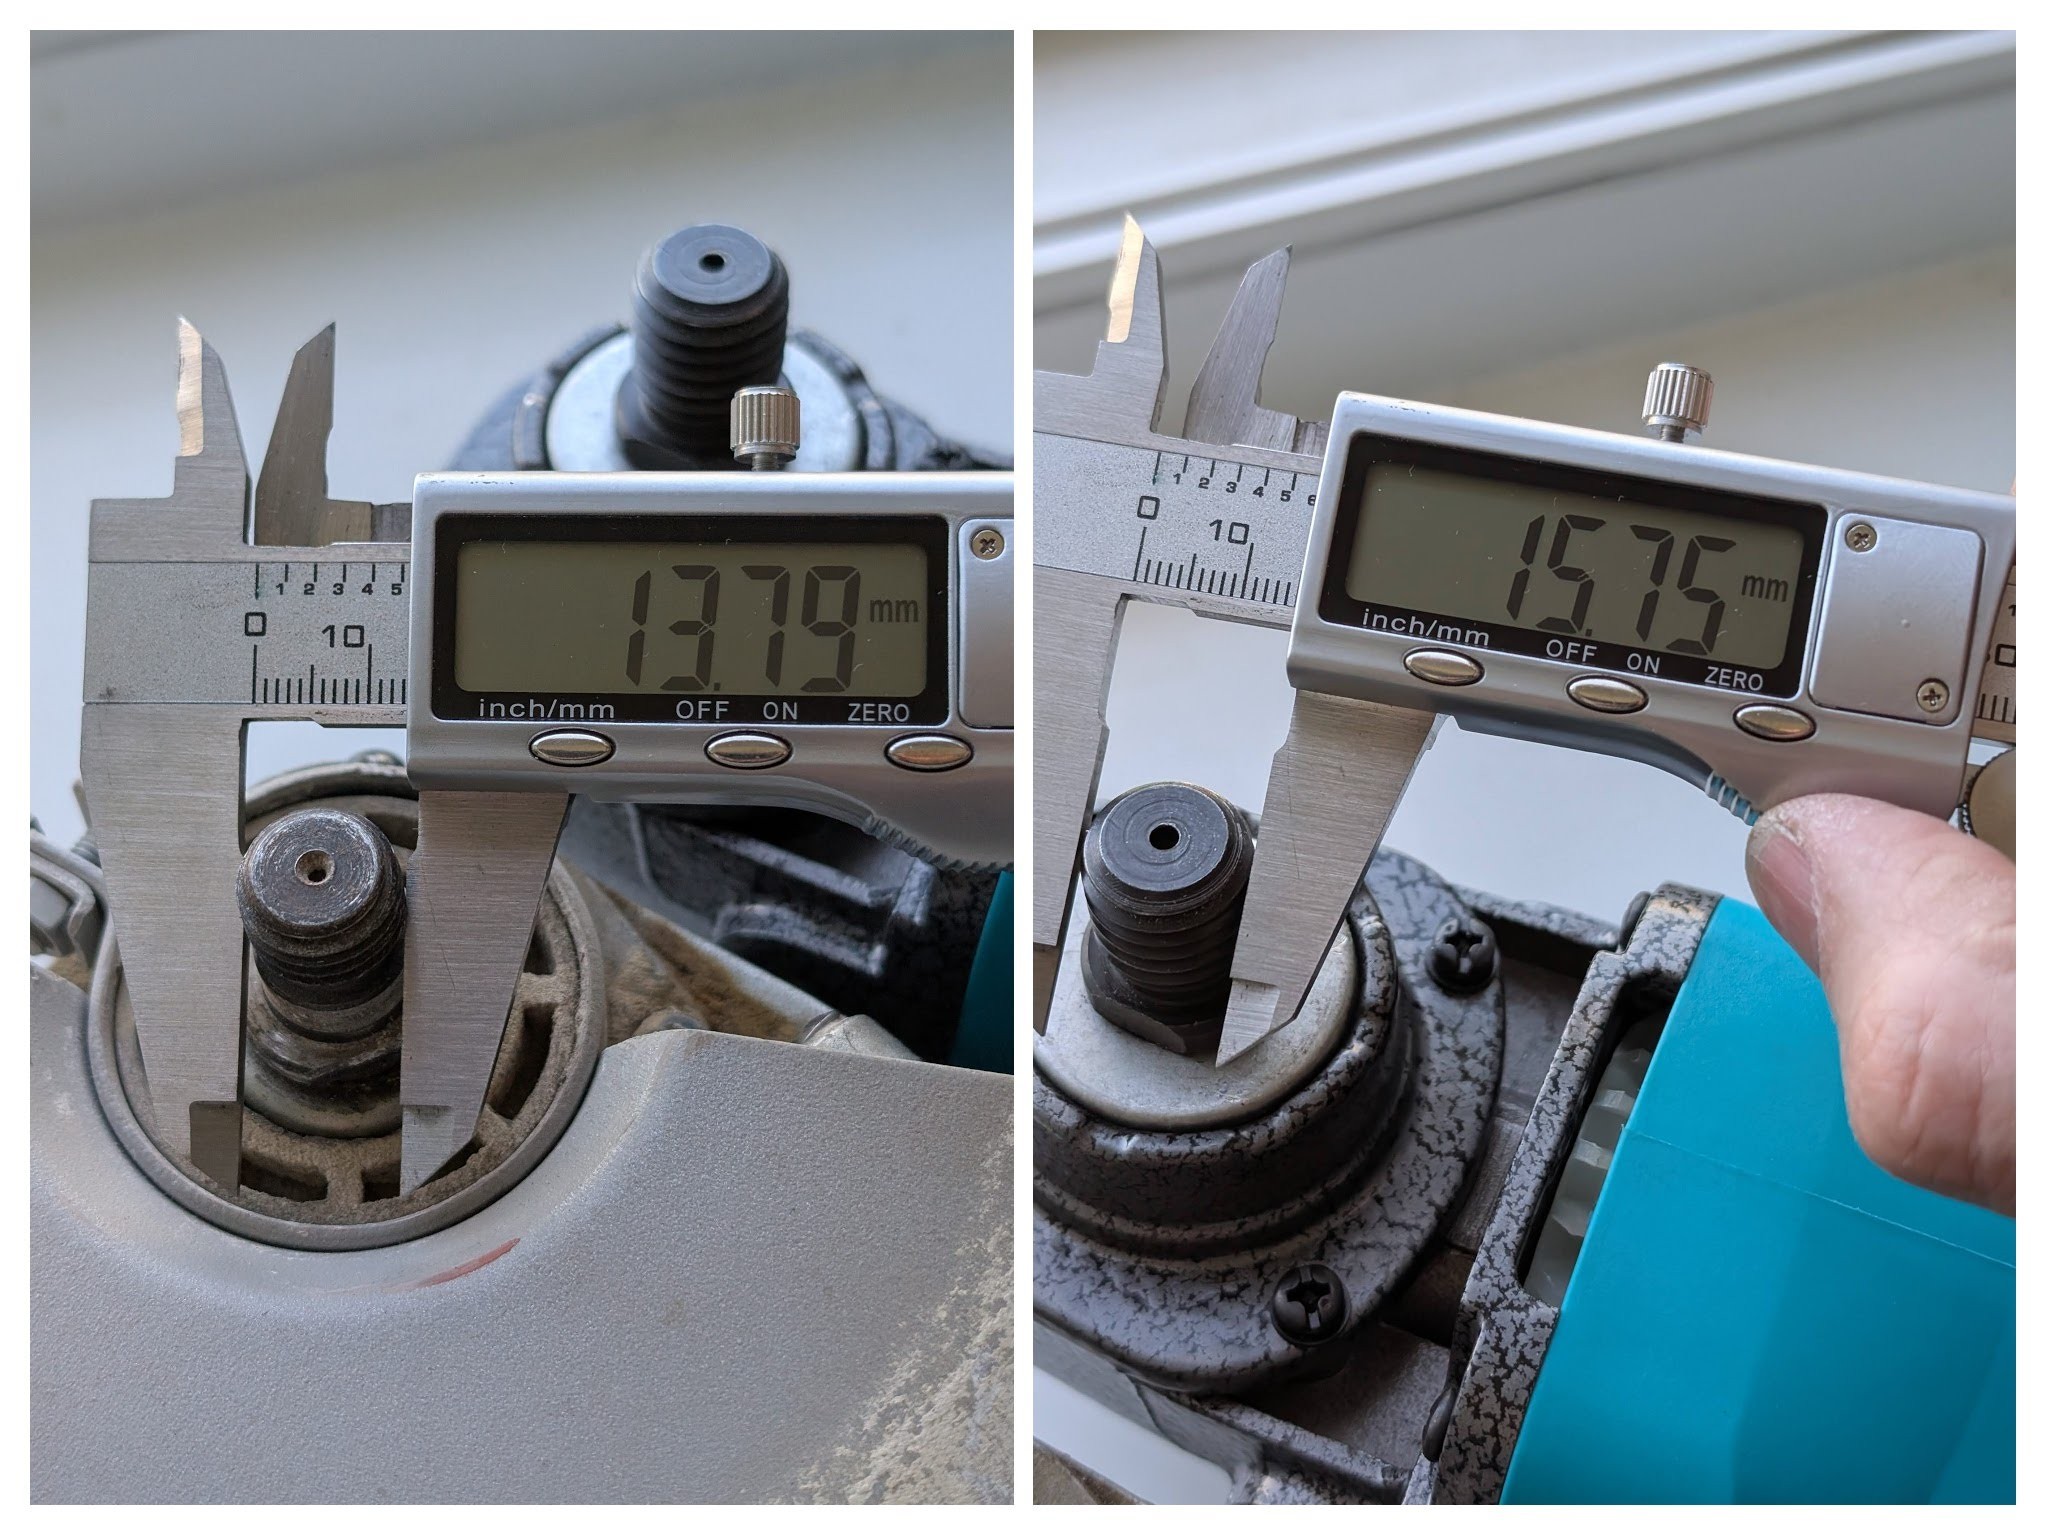 13.79 mm
inch/mm OFF ON ZERO
1 2 3 4 5
0 10
15.75 mm
inch/mm OFF ON ZERO
1 2 3 4 5 6
0 10